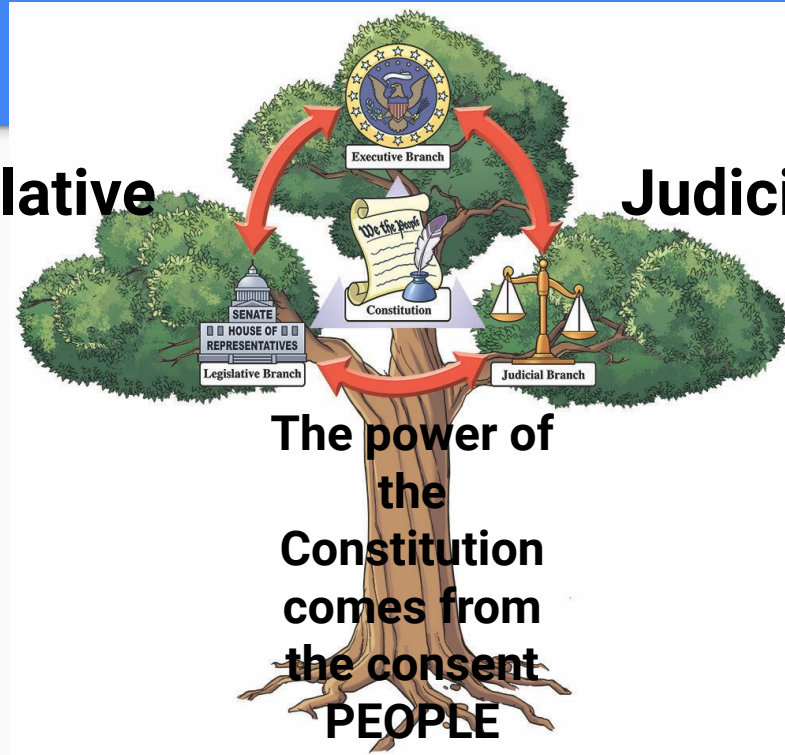 Executive Branch
lative
Judici
We the People
Constitution
SENATE
HOUSE OF
REPRESENTATIVES
Legislative Branch
Judicial Branch
The power of
the
Constitution
comes from
the consent
PEOPLE